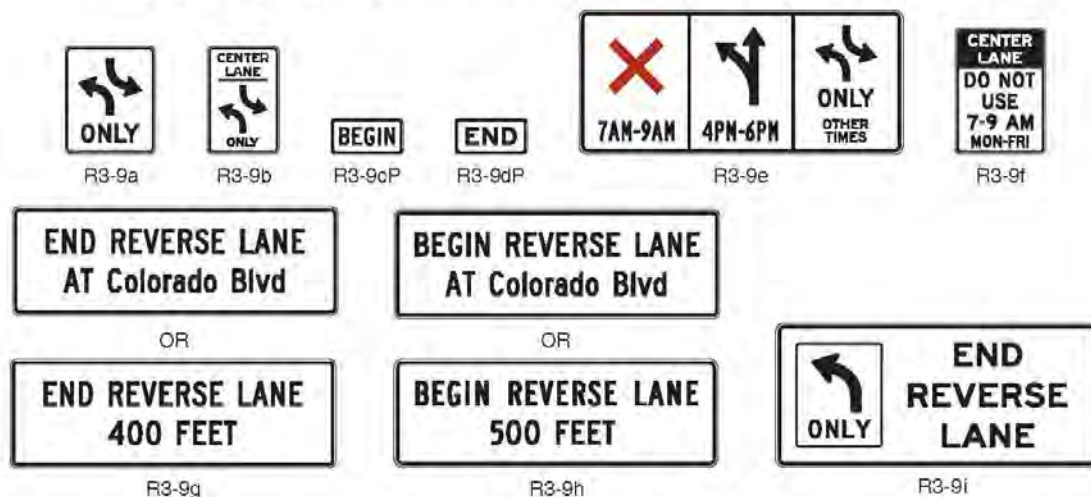 ONLY
R3-9a
CENTER
LANE
ONLY
R3-9b
BEGIN
R3-9cP
END
R3-9dP
7AM-9AM
4PM-6PM
ONLY
OTHER
TIMES
R3-9e
CENTER
LANE
DO NOT
USE
7-9 AM
MON-FRI
R3-9f
END REVERSE LANE
AT Colorado Blvd
OR
END REVERSE LANE
400 FEET
R3-9g
BEGIN REVERSE LANE
AT Colorado Blvd
OR
BEGIN REVERSE LANE
500 FEET
R3-9h
ONLY
END
REVERSE
LANE
R3-9i